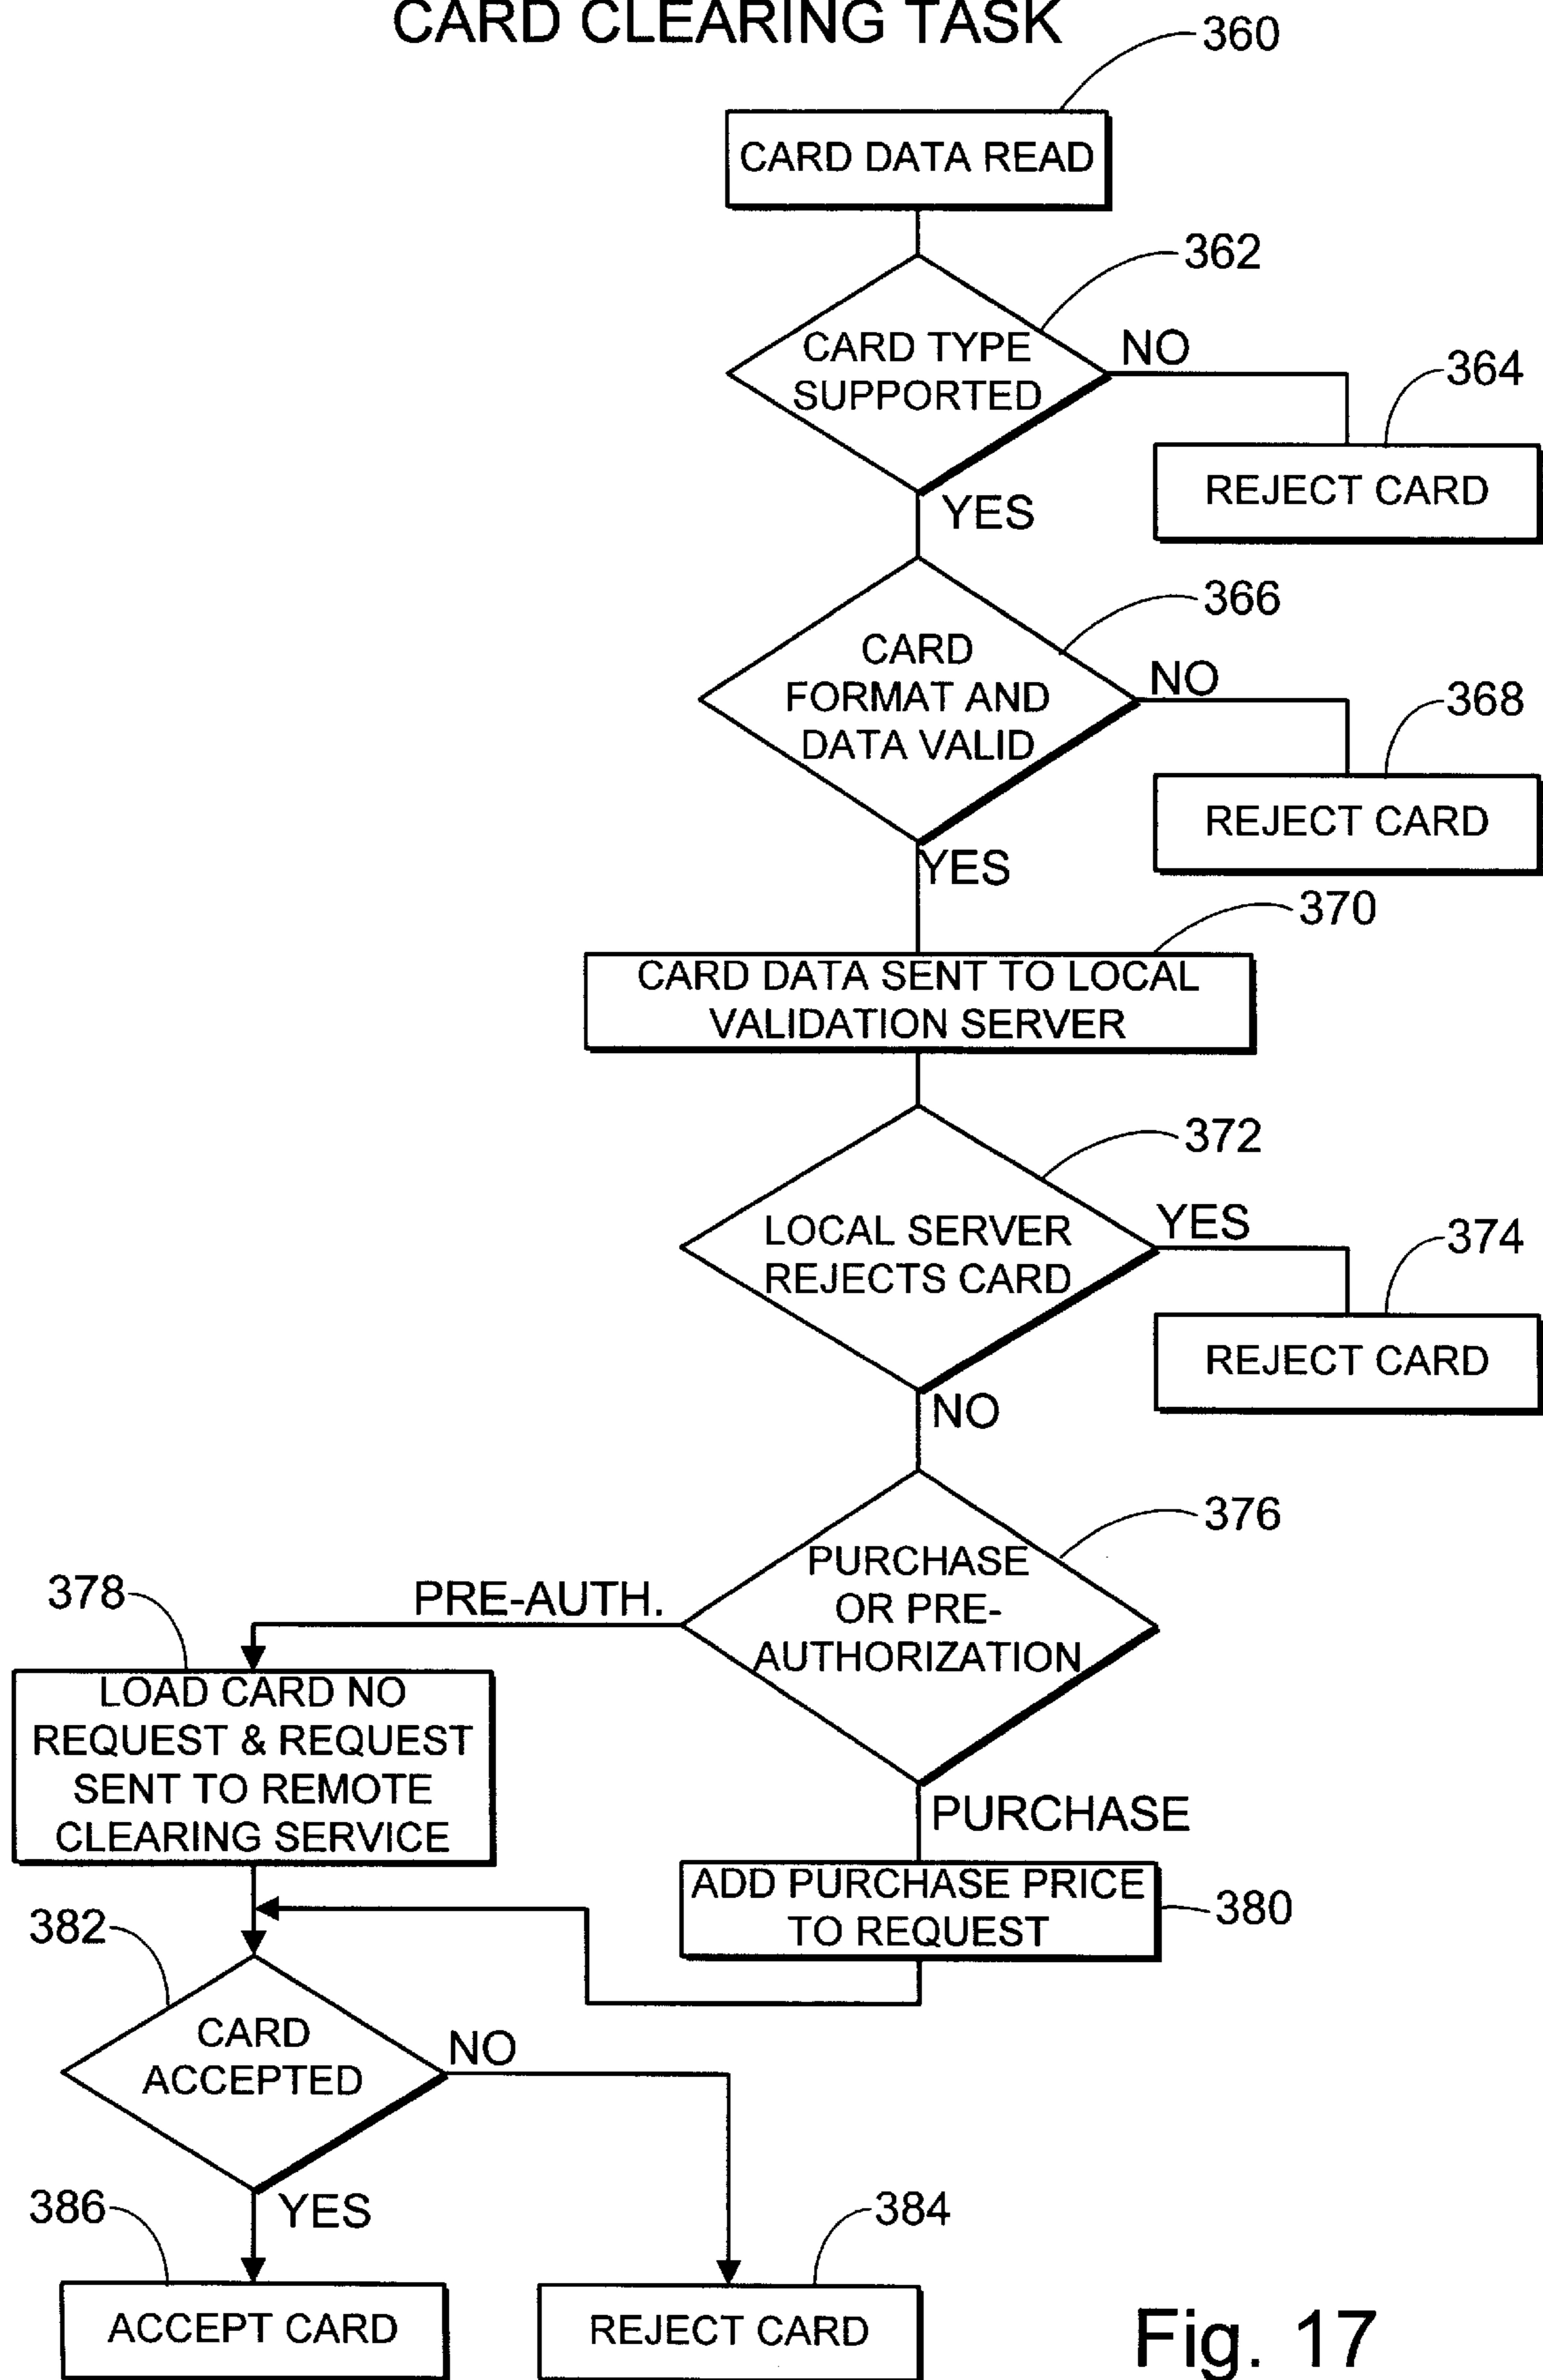 CARD CLEARING TASK
360
CARD DATA READ
362
CARD TYPE
SUPPORTED
NO
364
REJECT CARD
YES
366
CARD
FORMAT AND
DATA VALID
NO
368
REJECT CARD
YES
370
CARD DATA SENT TO LOCAL
VALIDATION SERVER
372
LOCAL SERVER
REJECTS CARD
YES
374
REJECT CARD
NO
376
PURCHASE
OR PRE-
AUTHORIZATION
PRE-AUTH.
378
LOAD CARD NO
REQUEST & REQUEST
SENT TO REMOTE
CLEARING SERVICE
PURCHASE
ADD PURCHASE PRICE
TO REQUEST
380
382
CARD
ACCEPTED
NO
YES
386
384
ACCEPT CARD
REJECT CARD
Fig. 17